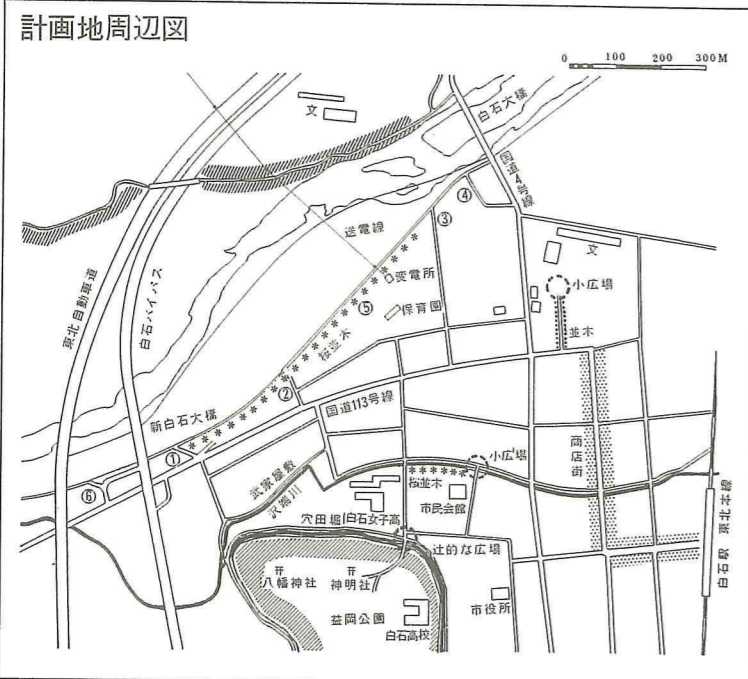 計画地周辺図
0 100 200 300M
文
白石大橋
国道4号線
④
③
送電線
文
小広場
変電所
⑤
保育園
並木
東北自動車道
白石バイパス
桜並木
②
国道113号線
新白石大橋
①
⑥
武家屋敷
沢端川
小広場
商店街
桜並木
市民会館
穴田堀
白石女子高
辻的な広場
八幡神社
神明社
益岡公園
白石高校
市役所
白石駅
東北本線